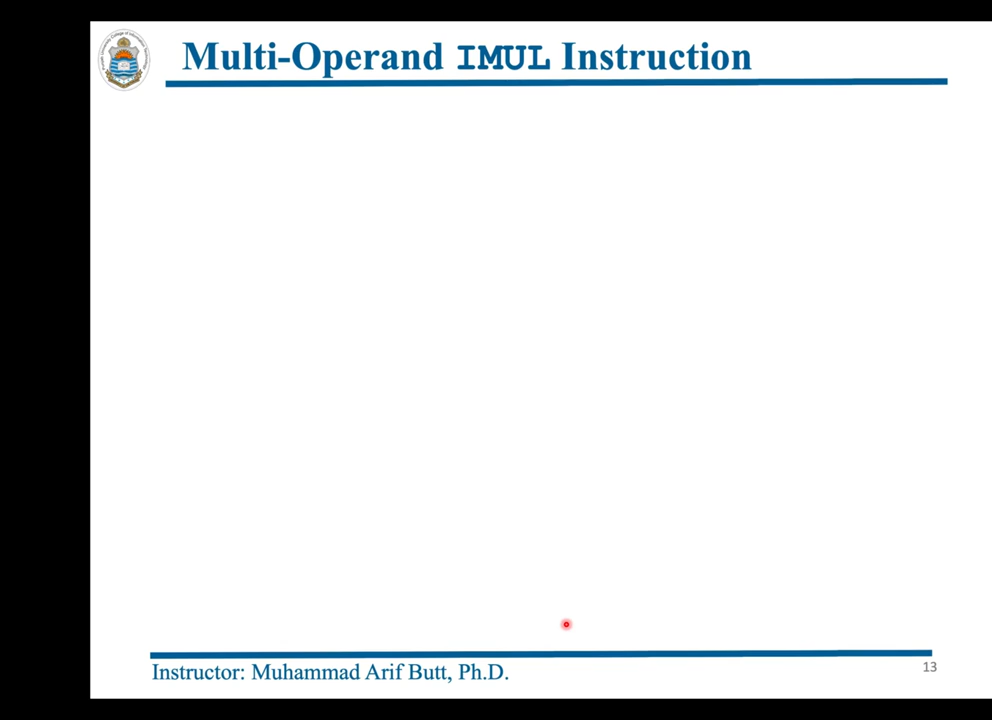 Multi-Operand IMUL Instruction
Instructor: Muhammad Arif Butt, Ph.D.
13